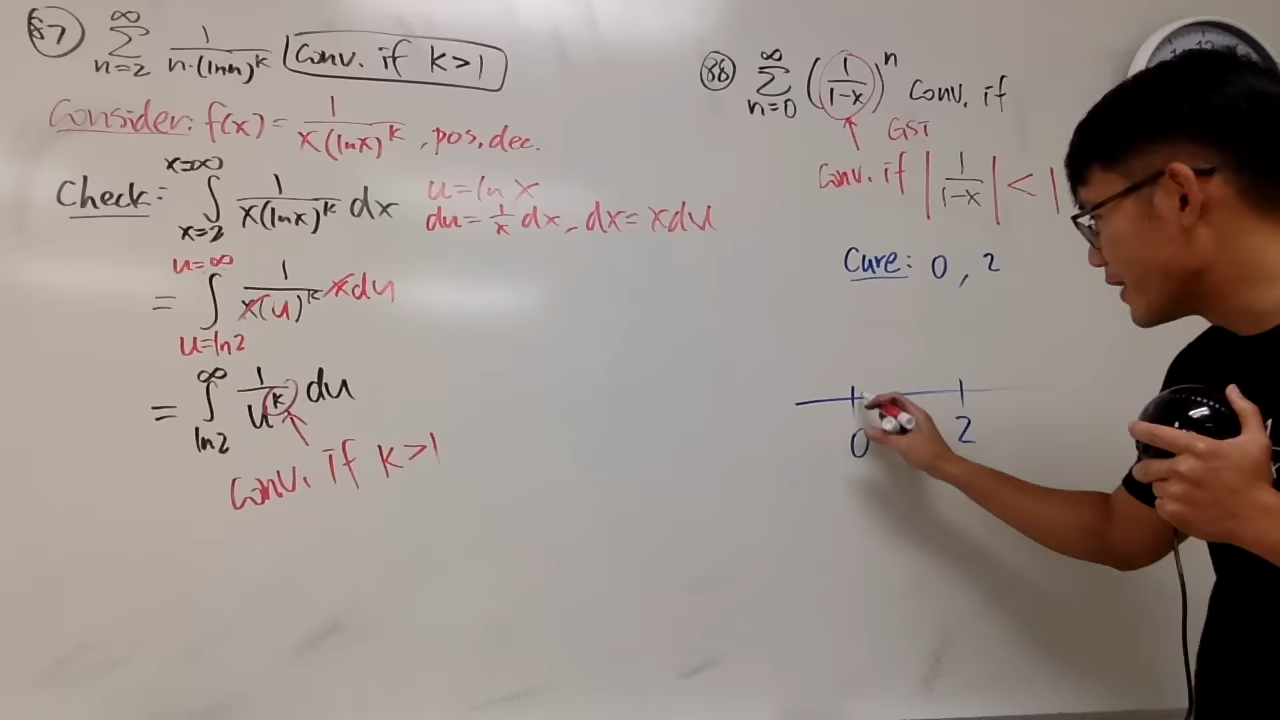 87) ∞∑n=2 1/(n·(ln n)^k) Conv. if k>1
Consider: f(x) = 1/(x(ln x)^k), pos, dec.
Check: ∫_{x=2}^{x=∞} 1/(x(ln x)^k) dx
u = ln x
du = 1/x dx, dx = x du
= ∫_{u=ln2}^{u=∞} 1/(x(u)^k) x du
= ∫_{ln2}^{∞} 1/u^k du
Conv. if k>1
88) ∞∑n=0 (1/(1-x))^n Conv. if
GST
Conv. if |1/(1-x)| < 1
Cure: 0, 2
0 2